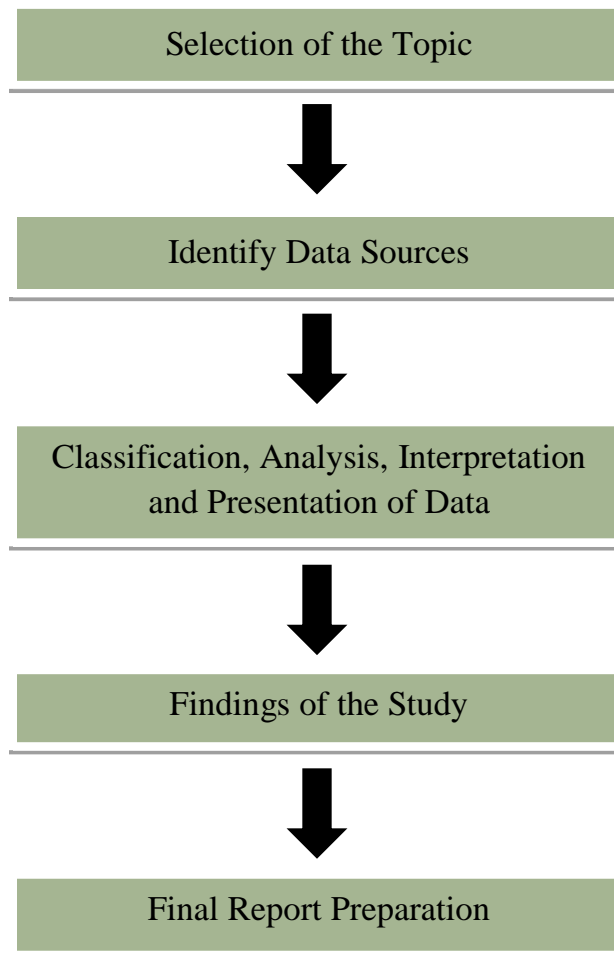 Selection of the Topic
Identify Data Sources
Classification, Analysis, Interpretation
and Presentation of Data
Findings of the Study
Final Report Preparation